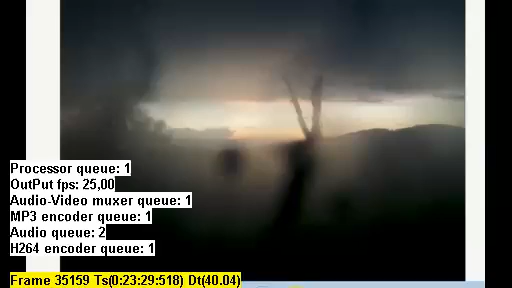 Processor queue: 1
OutPut fps: 25,00
Audio-Video muxer queue: 1
MP3 encoder queue: 1
Audio queue: 2
H264 encoder queue: 1
Frame 35159 Ts(0:23:29:518) Dt(40.04)